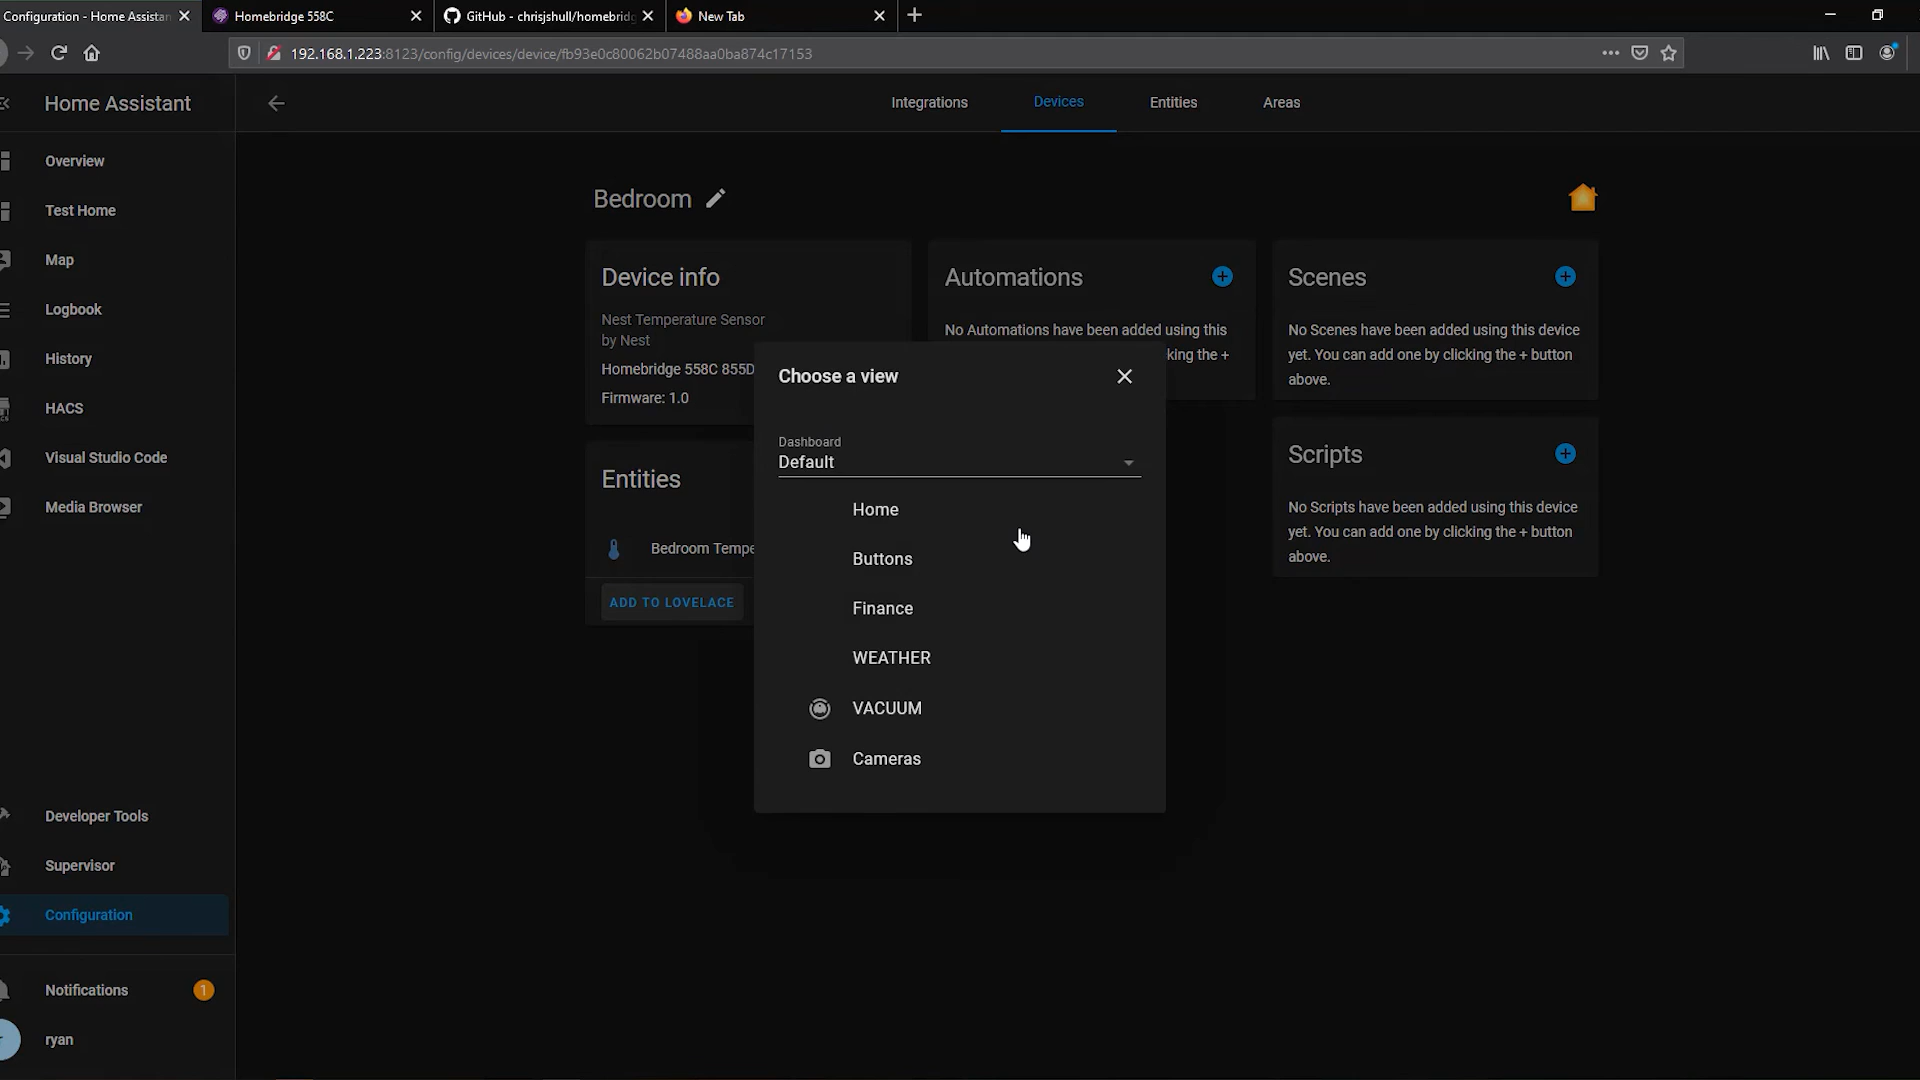 Configuration - Home Assistan
Homebridge 558C
GitHub - chrisjshull/homebridg
New Tab
192.168.1.223:8123/config/devices/device/fb93e0c80062b07488aa0ba874c17153
Home Assistant
Integrations
Devices
Entities
Areas
Overview
Test Home
Map
Logbook
History
HACS
Visual Studio Code
Media Browser
Developer Tools
Supervisor
Configuration
Notifications
1
ryan
Bedroom
Device info
Nest Temperature Sensor
by Nest
Homebridge 558C 855D
Firmware: 1.0
Entities
Bedroom Tempe
ADD TO LOVELACE
Automations
No Automations have been added using this
king the +
Scenes
No Scenes have been added using this device
yet. You can add one by clicking the + button
above.
Scripts
No Scripts have been added using this device
yet. You can add one by clicking the + button
above.
Choose a view
Dashboard
Default
Home
Buttons
Finance
WEATHER
VACUUM
Cameras